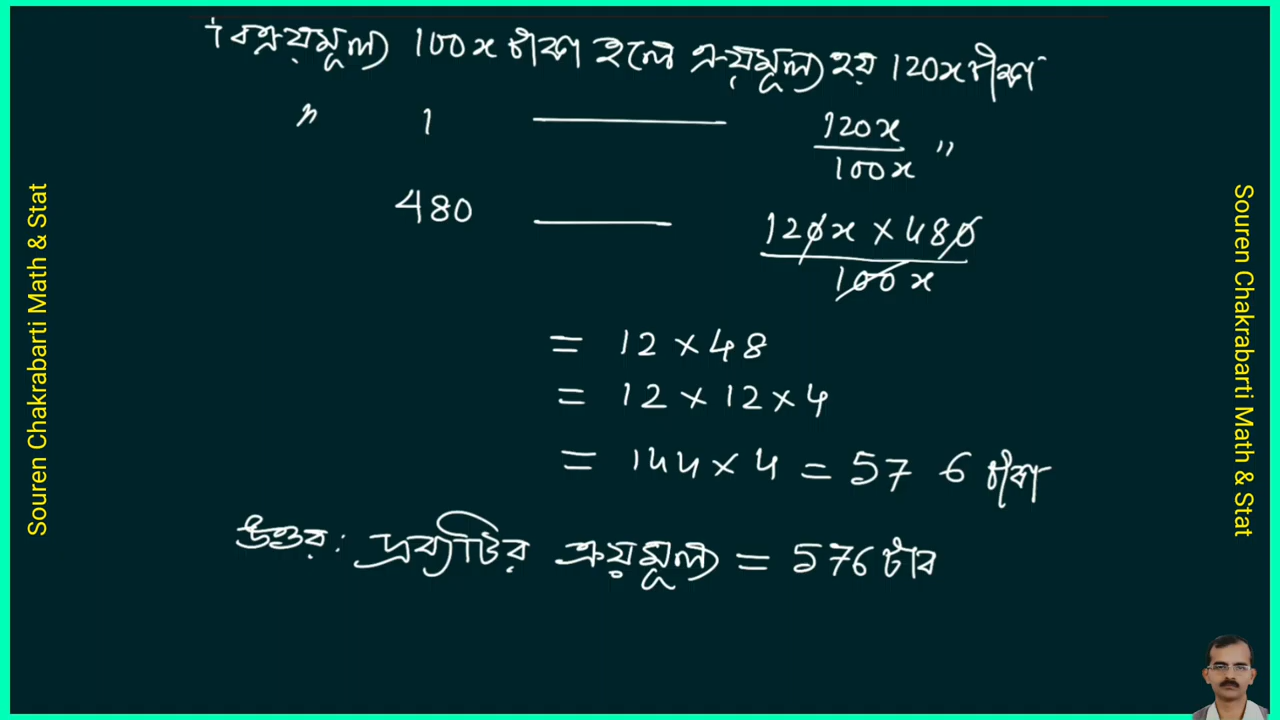 বিক্রয়মূল্য 100x টাকা হলে ক্রয়মূল্য হয় 120x টাকা
" 1 ——— 120x/100x "
480 ——— 120x × 480/100x
= 12 × 48
= 12 × 12 × 4
= 144 × 4 = 576 টাকা
উত্তর: দ্রব্যটির ক্রয়মূল্য = 576 টাকা
Souren Chakrabarti Math & Stat
Souren Chakrabarti Math & Stat